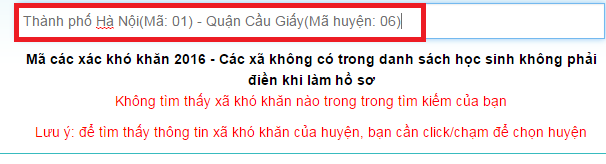 Thành phố Hà Nội(Mã: 01) - Quận Cầu Giấy(Mã huyện: 06)
Mã các xác khó khăn 2016 - Các xã không có trong danh sách học sinh không phải
điền khi làm hồ sơ
Không tìm thấy xã khó khăn nào trong trong tìm kiếm của bạn
Lưu ý: để tìm thấy thông tin xã khó khăn của huyện, bạn cần click/chạm để chọn huyện